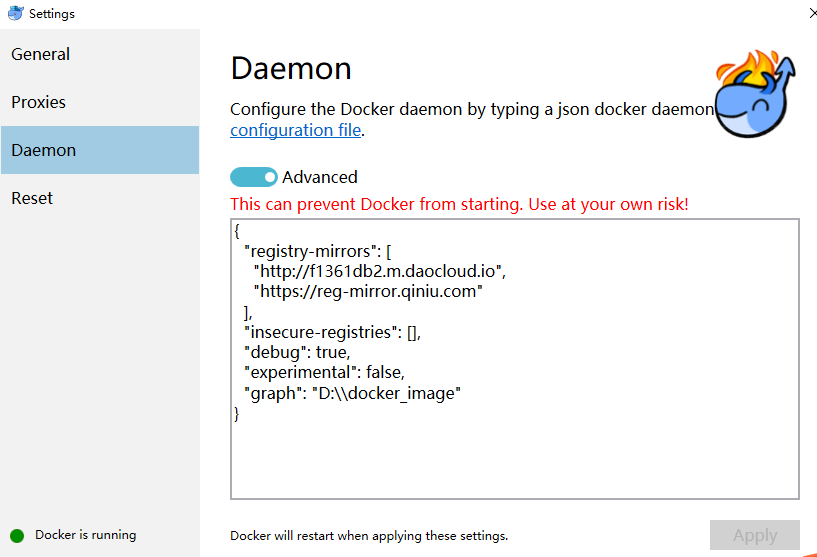 Settings
General
Proxies
Daemon
Reset
Docker is running
Daemon
Configure the Docker daemon by typing a json docker daemon
configuration file.
Advanced
This can prevent Docker from starting. Use at your own risk!
{
"registry-mirrors": [
"http://f1361db2.m.daocloud.io",
"https://reg-mirror.qiniu.com"
],
"insecure-registries": [],
"debug": true,
"experimental": false,
"graph": "D:\\docker_image"
}
Docker will restart when applying these settings.
Apply